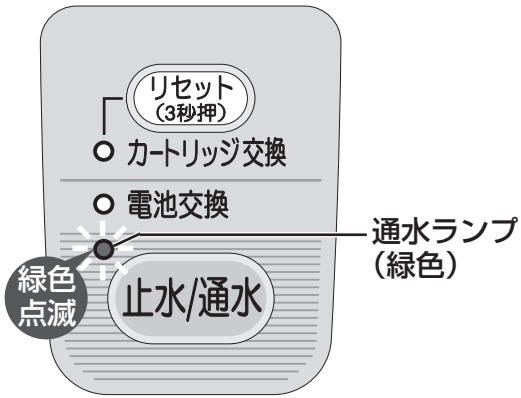 リセット
(3秒押)
カートリッジ交換
電池交換
通水ランプ
(緑色)
緑色
点滅
止水/通水